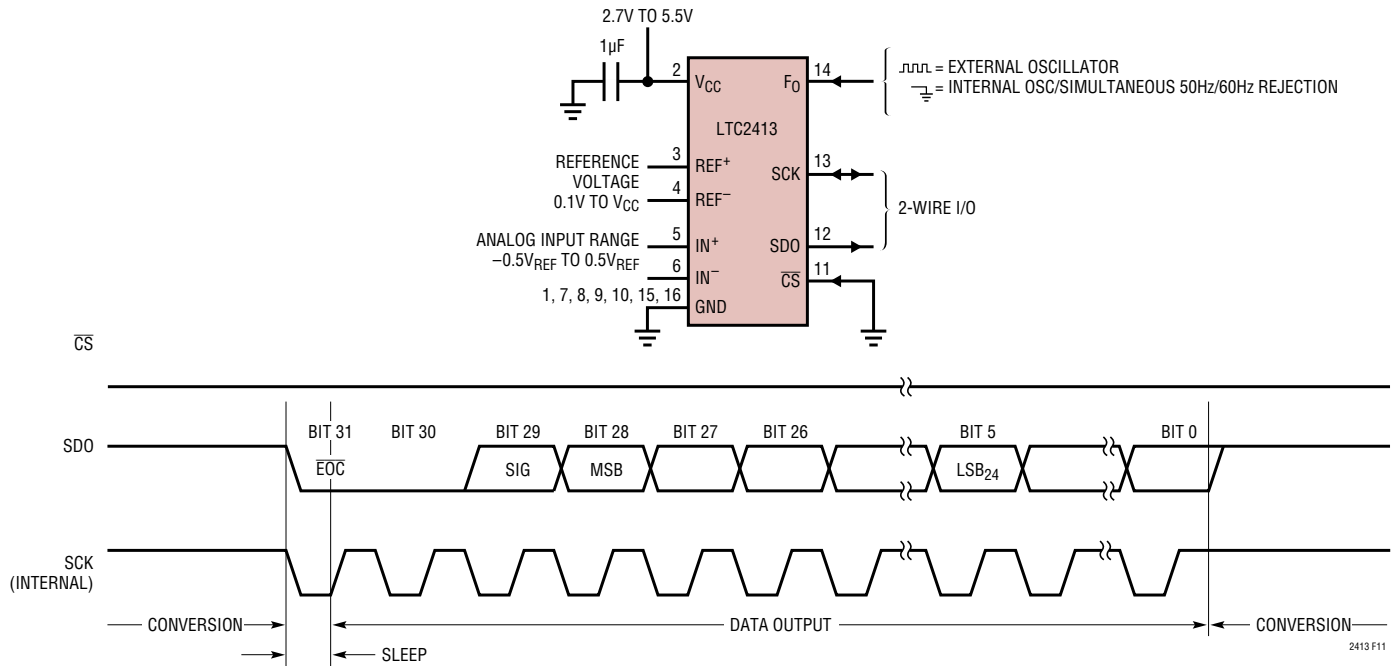 2.7V TO 5.5V
1µF
2
VCC
FO
14
= EXTERNAL OSCILLATOR
= INTERNAL OSC/SIMULTANEOUS 50Hz/60Hz REJECTION
LTC2413
REFERENCE
VOLTAGE
0.1V TO VCC
3
REF+
4
REF−
SCK
13
2-WIRE I/O
ANALOG INPUT RANGE
−0.5VREF TO 0.5VREF
5
IN+
6
IN−
SDO
12
CS
11
1, 7, 8, 9, 10, 15, 16
GND
CS
SDO
BIT 31
BIT 30
BIT 29
BIT 28
BIT 27
BIT 26
BIT 5
BIT 0
EOC
SIG
MSB
LSB24
SCK
(INTERNAL)
CONVERSION
DATA OUTPUT
CONVERSION
SLEEP
2413 F11